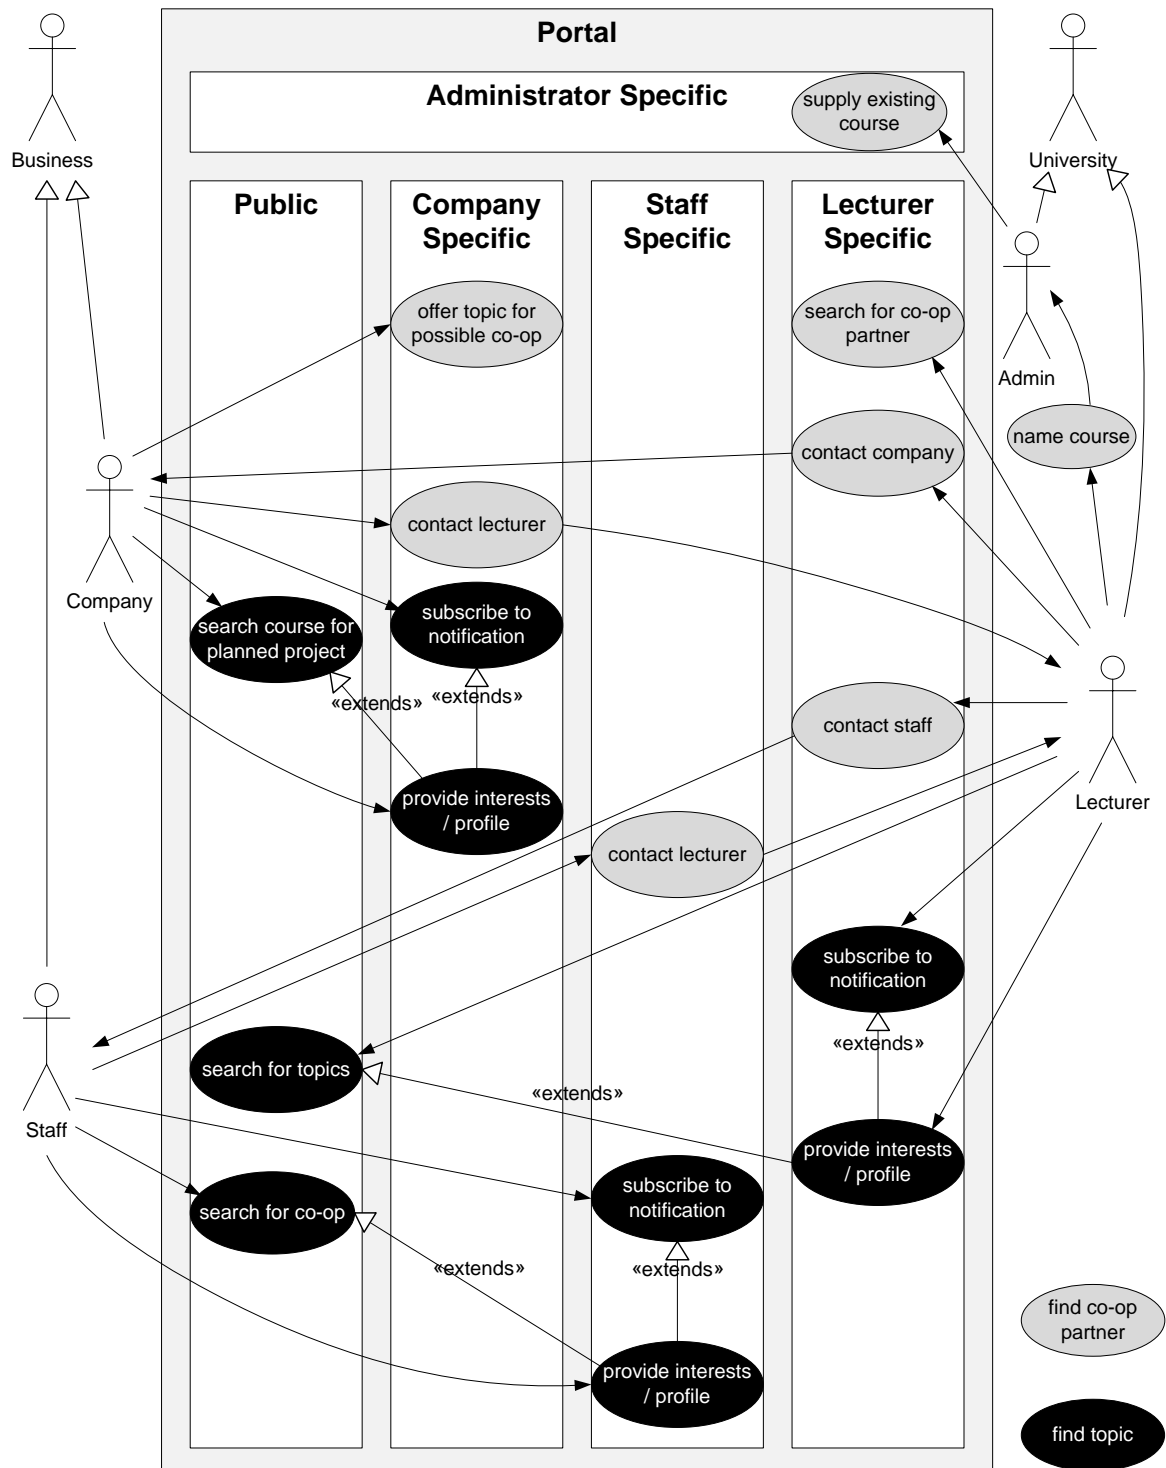 Portal
Administrator Specific
supply existing
course
Business
University
Public
Company
Specific
Staff
Specific
Lecturer
Specific
offer topic for
possible co-op
search for co-op
partner
Admin
name course
contact company
contact lecturer
Company
search course for
planned project
subscribe to
notification
«extends»
«extends»
contact staff
Lecturer
provide interests
/ profile
contact lecturer
subscribe to
notification
«extends»
search for topics
«extends»
Staff
provide interests
/ profile
subscribe to
notification
search for co-op
«extends»
«extends»
find co-op
partner
provide interests
/ profile
find topic